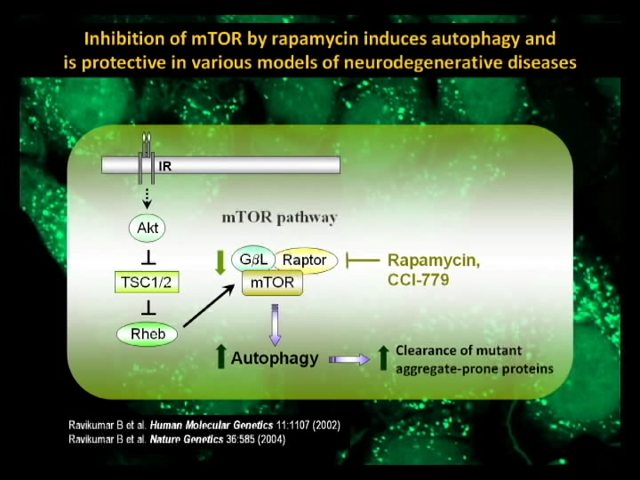 Inhibition of mTOR by rapamycin induces autophagy and
is protective in various models of neurodegenerative diseases
IR
Akt
mTOR pathway
GβL
Raptor
Rapamycin,
CCI-779
TSC1/2
mTOR
Rheb
Autophagy
Clearance of mutant
aggregate-prone proteins
Ravikumar B et al. Human Molecular Genetics 11:1107 (2002)
Ravikumar B et al. Nature Genetics 36:585 (2004)